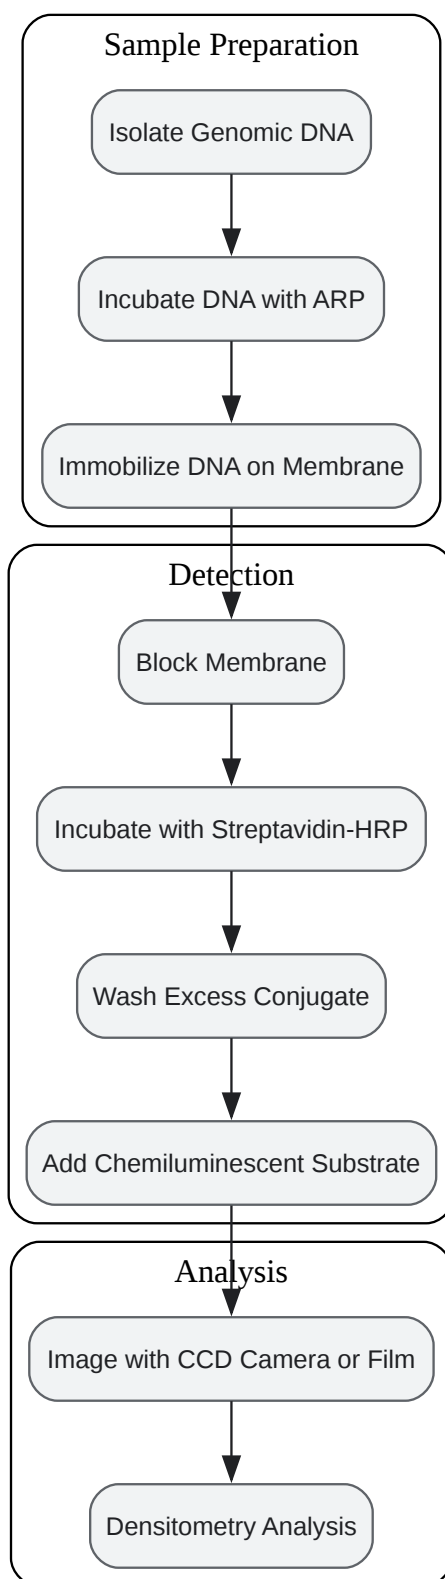 Sample Preparation
Isolate Genomic DNA
Incubate DNA with ARP
Immobilize DNA on Membrane
Detection
Block Membrane
Incubate with Streptavidin-HRP
Wash Excess Conjugate
Add Chemiluminescent Substrate
Analysis
Image with CCD Camera or Film
Densitometry Analysis